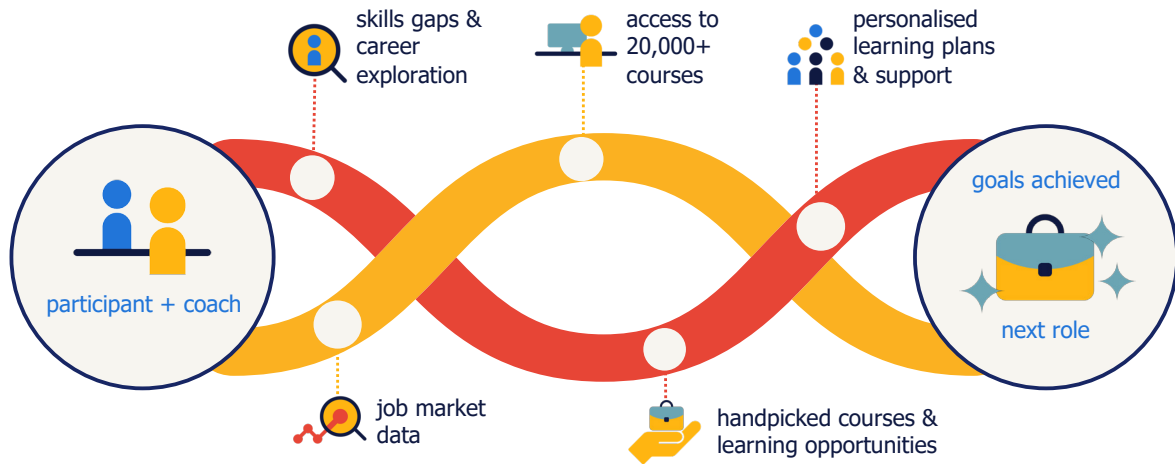 skills gaps &
career
exploration
access to
20,000+
courses
personalised
learning plans
& support
participant + coach
goals achieved
next role
job market
data
handpicked courses &
learning opportunities